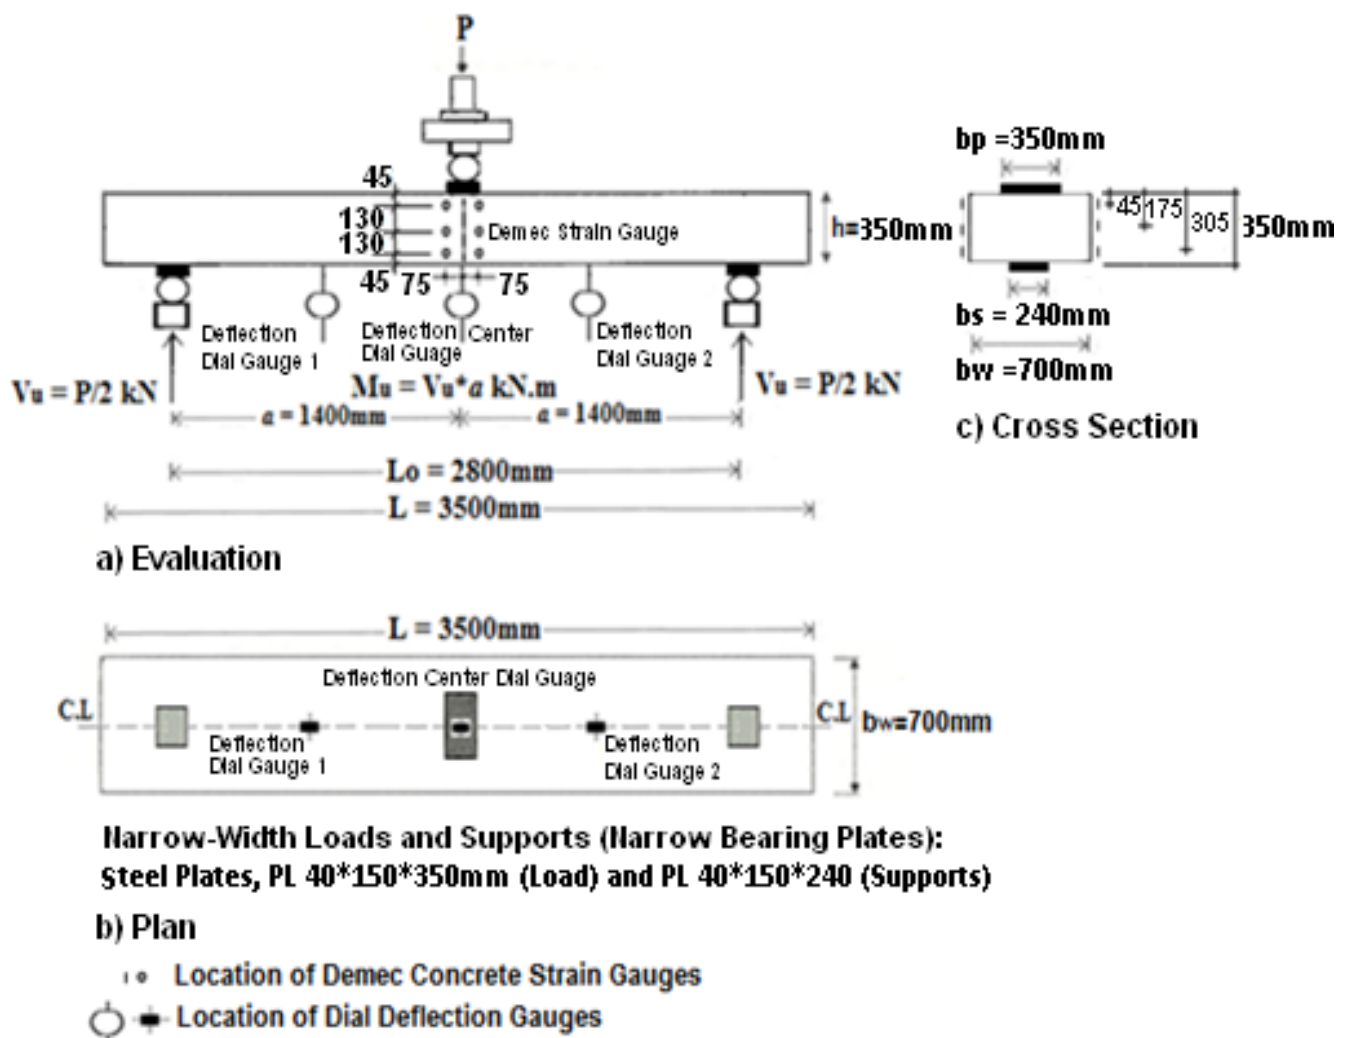 P
45
130
130
45
75
75
Demec Strain Gauge
h=350mm
Deflection
Dial Gauge 1
Deflection Center
Dial Guage
Deflection
Dial Guage 2
Vu = P/2 kN
Mu = Vu*a kN.m
Vu = P/2 kN
a = 1400mm
a = 1400mm
Lo = 2800mm
L = 3500mm
a) Evaluation
bp =350mm
45
175
305
350mm
bs = 240mm
bw =700mm
c) Cross Section
L = 3500mm
Deflection Center Dial Guage
C.L
C.L
bw=700mm
Deflection
Dial Gauge 1
Deflection
Dial Guage 2
Narrow-Width Loads and Supports (Narrow Bearing Plates):
Steel Plates, PL 40*150*350mm (Load) and PL 40*150*240 (Supports)
b) Plan
Location of Demec Concrete Strain Gauges
Location of Dial Deflection Gauges